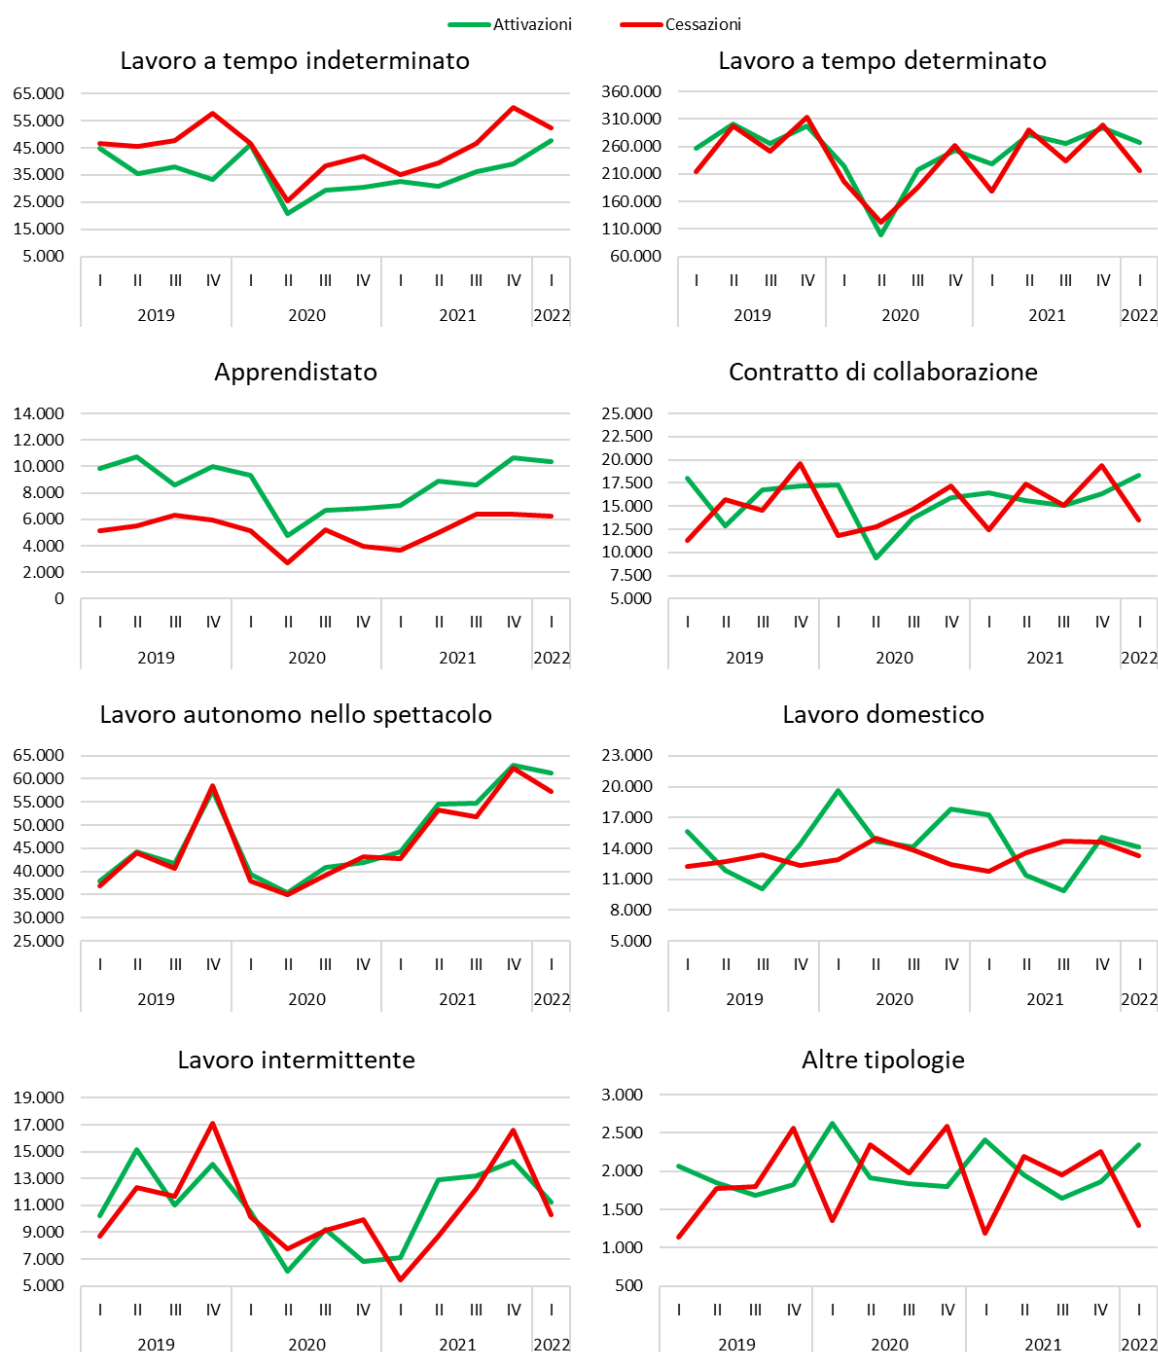 Attivazioni Cessazioni
Lavoro a tempo indeterminato
65.000
55.000
45.000
35.000
25.000
15.000
5.000
I II III IV I II III IV I II III IV I
2019 2020 2021 2022
Lavoro a tempo determinato
360.000
310.000
260.000
210.000
160.000
110.000
60.000
I II III IV I II III IV I II III IV I
2019 2020 2021 2022
Apprendistato
14.000
12.000
10.000
8.000
6.000
4.000
2.000
0
I II III IV I II III IV I II III IV I
2019 2020 2021 2022
Contratto di collaborazione
25.000
22.500
20.000
17.500
15.000
12.500
10.000
7.500
5.000
I II III IV I II III IV I II III IV I
2019 2020 2021 2022
Lavoro autonomo nello spettacolo
65.000
60.000
55.000
50.000
45.000
40.000
35.000
30.000
25.000
I II III IV I II III IV I II III IV I
2019 2020 2021 2022
Lavoro domestico
23.000
20.000
17.000
14.000
11.000
8.000
5.000
I II III IV I II III IV I II III IV I
2019 2020 2021 2022
Lavoro intermittente
19.000
17.000
15.000
13.000
11.000
9.000
7.000
5.000
I II III IV I II III IV I II III IV I
2019 2020 2021 2022
Altre tipologie
3.000
2.500
2.000
1.500
1.000
500
I II III IV I II III IV I II III IV I
2019 2020 2021 2022